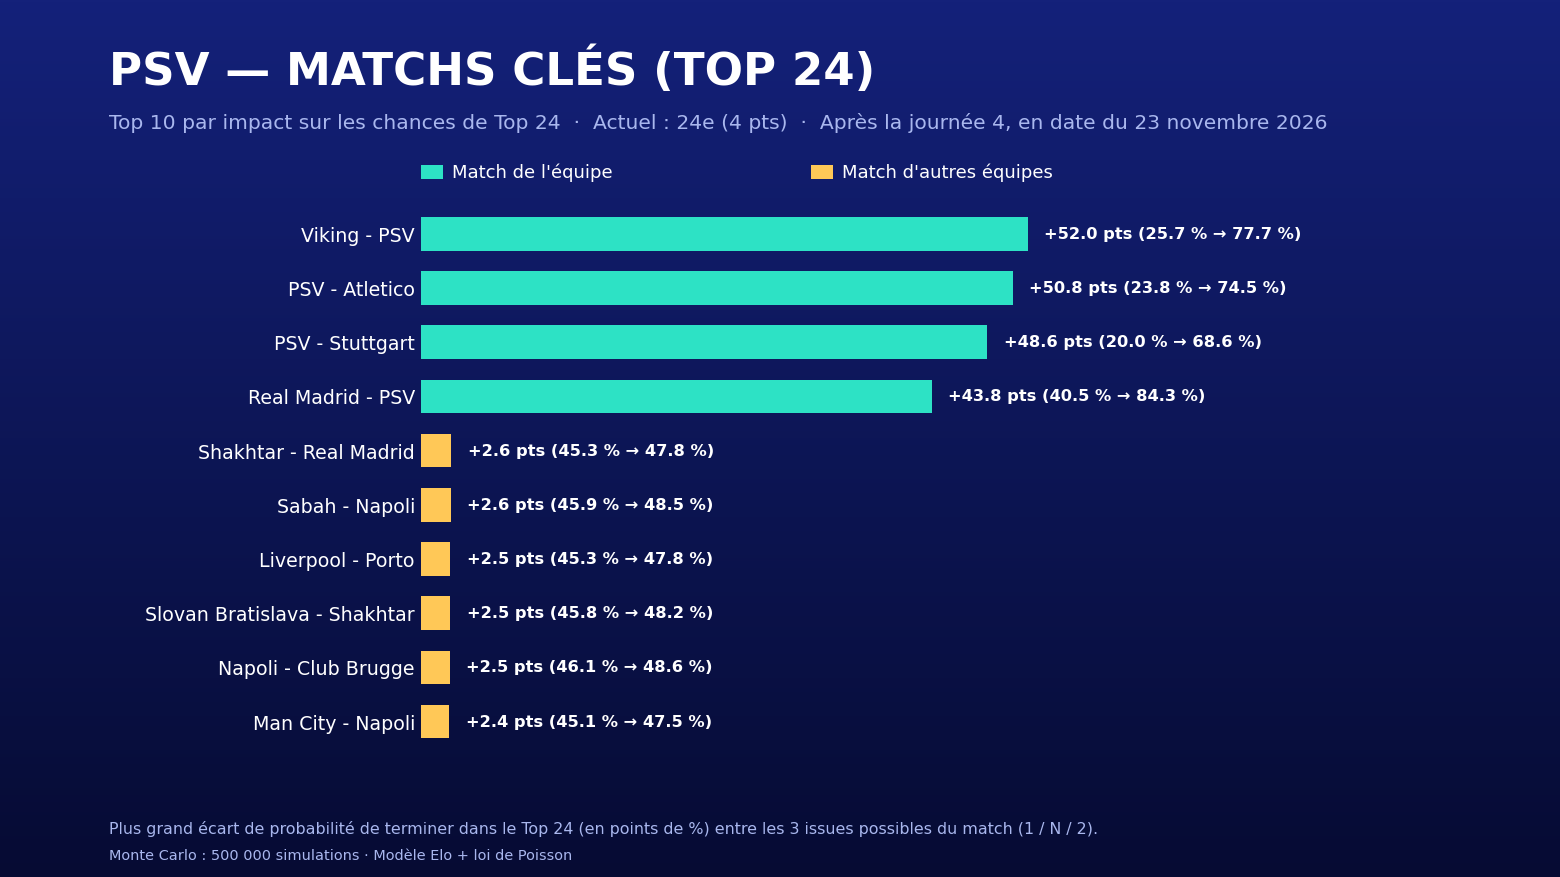 PSV — MATCHS CLÉS (TOP 24)
Top 10 par impact sur les chances de Top 24 · Actuel : 24e (4 pts) · Après la journée 4, en date du 23 novembre 2026
Match de l'équipe
Match d'autres équipes
Viking - PSV +52.0 pts (25.7 % → 77.7 %)
PSV - Atletico +50.8 pts (23.8 % → 74.5 %)
PSV - Stuttgart +48.6 pts (20.0 % → 68.6 %)
Real Madrid - PSV +43.8 pts (40.5 % → 84.3 %)
Shakhtar - Real Madrid +2.6 pts (45.3 % → 47.8 %)
Sabah - Napoli +2.6 pts (45.9 % → 48.5 %)
Liverpool - Porto +2.5 pts (45.3 % → 47.8 %)
Slovan Bratislava - Shakhtar +2.5 pts (45.8 % → 48.2 %)
Napoli - Club Brugge +2.5 pts (46.1 % → 48.6 %)
Man City - Napoli +2.4 pts (45.1 % → 47.5 %)
Plus grand écart de probabilité de terminer dans le Top 24 (en points de %) entre les 3 issues possibles du match (1 / N / 2).
Monte Carlo : 500 000 simulations · Modèle Elo + loi de Poisson